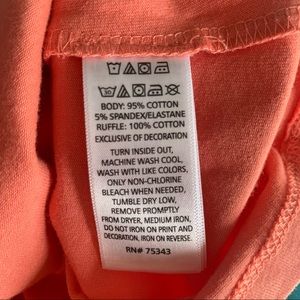 BODY: 95% COTTON
5% SPANDEX/ELASTANE
RUFFLE: 100% COTTON
EXCLUSIVE OF DECORATION
TURN INSIDE OUT,
MACHINE WASH COOL,
WASH WITH LIKE COLORS,
ONLY NON-CHLORINE
BLEACH WHEN NEEDED,
TUMBLE DRY LOW,
REMOVE PROMPTLY
FROM DRYER, MEDIUM IRON,
DO NOT IRON ON PRINT AND
DECORATION, IRON ON REVERSE.
RN# 75343